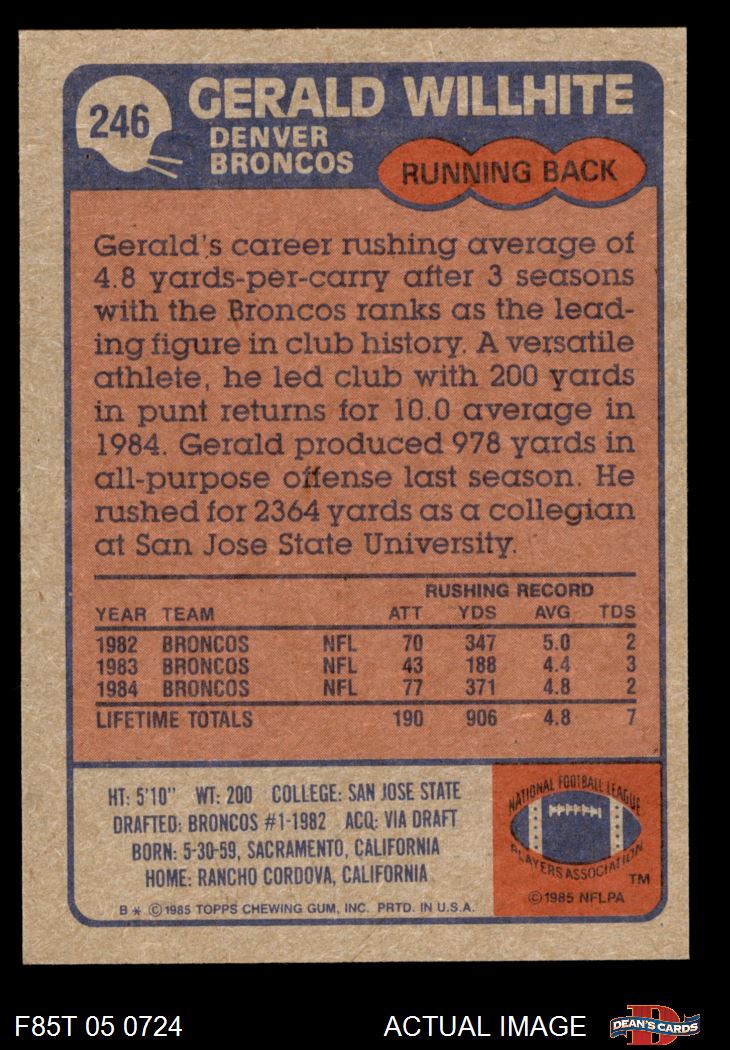 246
GERALD WILLHITE
DENVER
BRONCOS
RUNNING BACK
Gerald's career rushing average of
4.8 yards-per-carry after 3 seasons
with the Broncos ranks as the lead-
ing figure in club history. A versatile
athlete, he led club with 200 yards
in punt returns for 10.0 average in
1984. Gerald produced 978 yards in
all-purpose offense last season. He
rushed for 2364 yards as a collegian
at San Jose State University.
RUSHING RECORD
YEAR TEAM ATT YDS AVG TDS
1982 BRONCOS NFL 70 347 5.0 2
1983 BRONCOS NFL 43 188 4.4 3
1984 BRONCOS NFL 77 371 4.8 2
LIFETIME TOTALS 190 906 4.8 7
HT: 5'10" WT: 200 COLLEGE: SAN JOSE STATE
DRAFTED: BRONCOS #1-1982 ACQ: VIA DRAFT
BORN: 5-30-59, SACRAMENTO, CALIFORNIA
HOME: RANCHO CORDOVA, CALIFORNIA
B * © 1985 TOPPS CHEWING GUM, INC. PRTD. IN U.S.A.
NATIONAL FOOTBALL LEAGUE
PLAYERS ASSOCIATION
TM
© 1985 NFLPA
F85T 05 0724
ACTUAL IMAGE
D
DEAN'S CARDS